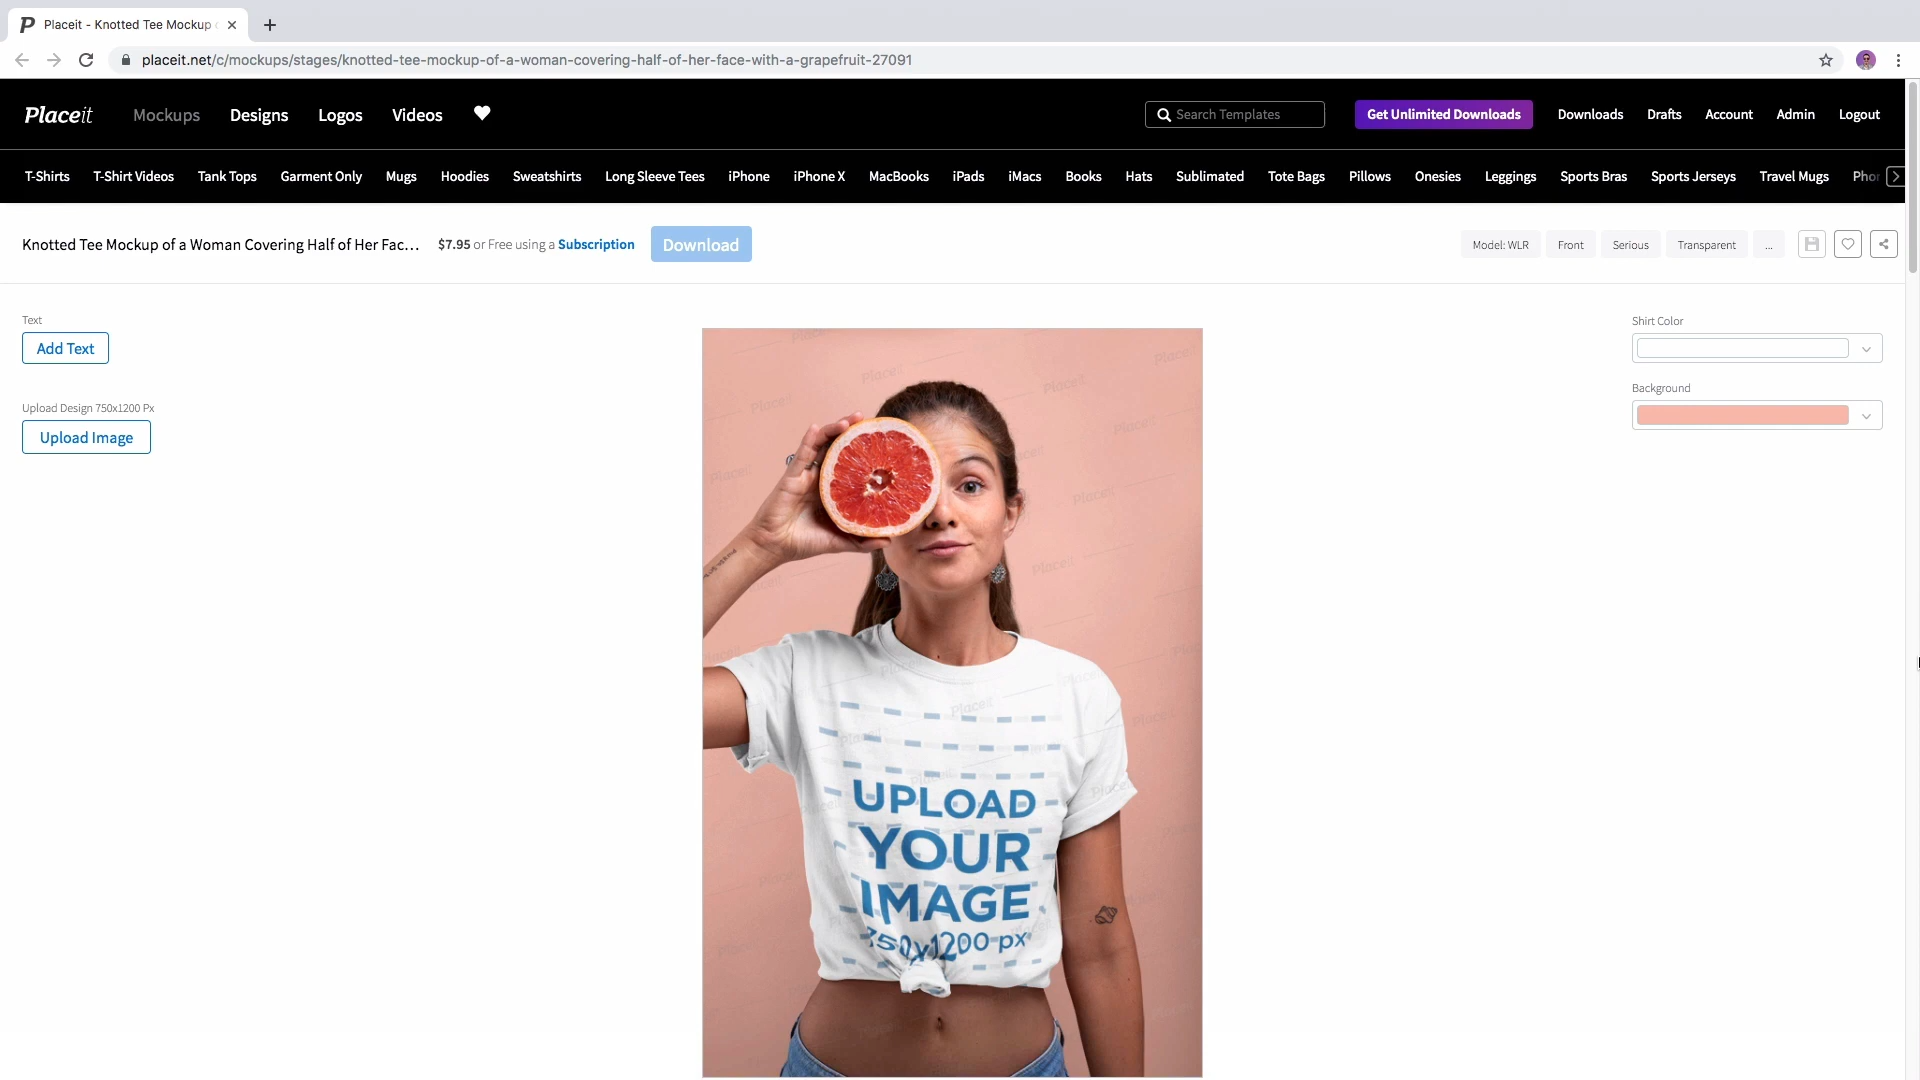 Placeit - Knotted Tee Mockup
placeit.net/c/mockups/stages/knotted-tee-mockup-of-a-woman-covering-half-of-her-face-with-a-grapefruit-27091
Placeit Mockups Designs Logos Videos Search Templates Get Unlimited Downloads Downloads Drafts Account Admin Logout
T-Shirts T-Shirt Videos Tank Tops Garment Only Mugs Hoodies Sweatshirts Long Sleeve Tees iPhone iPhone X MacBooks iPads iMacs Books Hats Sublimated Tote Bags Pillows Onesies Leggings Sports Bras Sports Jerseys Travel Mugs Phor
Knotted Tee Mockup of a Woman Covering Half of Her Fac... $7.95 or Free using a Subscription Download Model: WLR Front Serious Transparent ...
Text
Add Text
Upload Design 750x1200 Px
Upload Image
Shirt Color
Background
UPLOAD
YOUR
IMAGE
750x1200 px